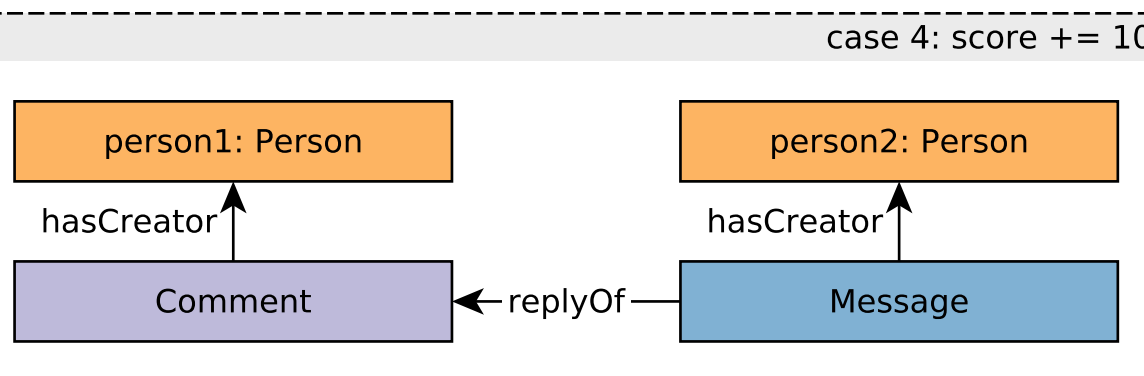 case 4: score += 10
person1: Person
person2: Person
hasCreator
hasCreator
Comment
replyOf
Message